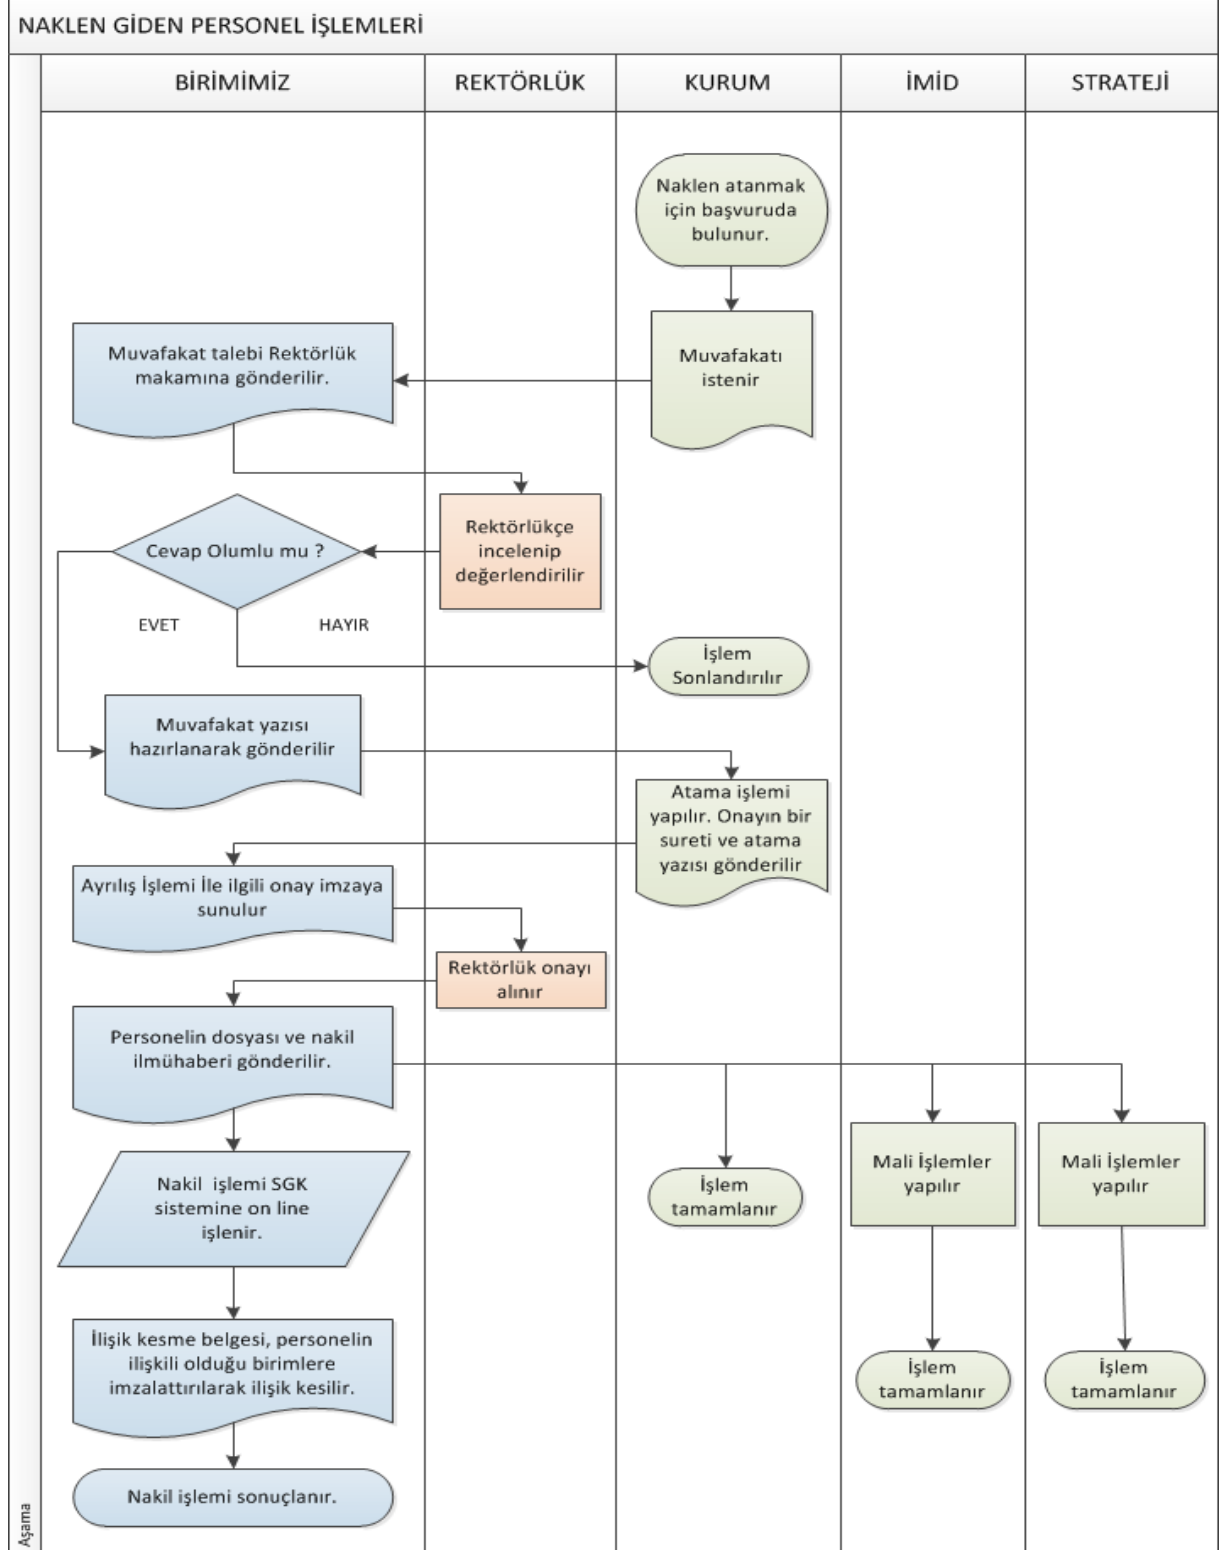 NAKLEN GİDEN PERSONEL İŞLEMLERİ
BİRİMİMİZ
REKTÖRLÜK
KURUM
İMİD
STRATEJİ
Naklen atanmak
için başvuruda
bulunur.
Muvafakatı
istenir
Muvafakat talebi Rektörlük
makamına gönderilir.
Rektörlükçe
incelenip
değerlendirilir
Cevap Olumlu mu ?
EVET
HAYIR
İşlem
Sonlandırılır
Muvafakat yazısı
hazırlanarak gönderilir
Atama işlemi
yapılır. Onayın bir
sureti ve atama
yazısı gönderilir
Ayrılış İşlemi İle ilgili onay imzaya
sunulur
Rektörlük onayı
alınır
Personelin dosyası ve nakil
ilmühaberi gönderilir.
Mali İşlemler
yapılır
Mali İşlemler
yapılır
İşlem
tamamlanır
Nakil  işlemi SGK
sistemine on line
işlenir.
İlişik kesme belgesi, personelin
ilişkili olduğu birimlere
imzalattırılarak ilişik kesilir.
İşlem
tamamlanır
İşlem
tamamlanır
Nakil işlemi sonuçlanır.
Aşama